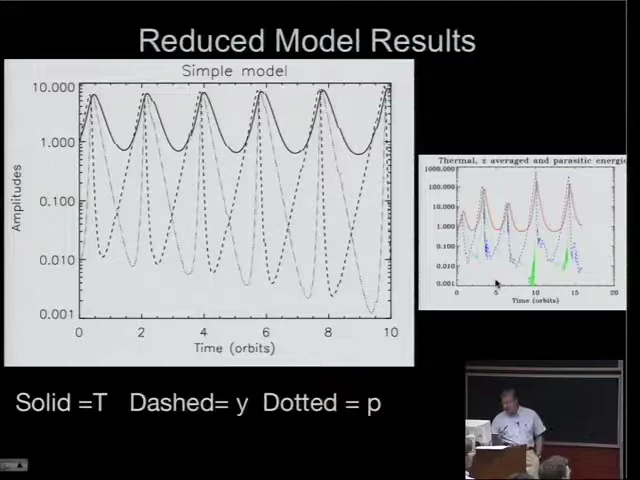 Reduced Model Results
Simple model
10.000
1.000
0.100
0.010
0.001
Amplitudes
0 2 4 6 8 10
Time (orbits)
Thermal, z averaged and parasitic energie
1000.000
100.000
10.000
1.000
0.100
0.010
0.001
0 5 10 15 20
Time (orbits)
Solid =T Dashed= y Dotted = p